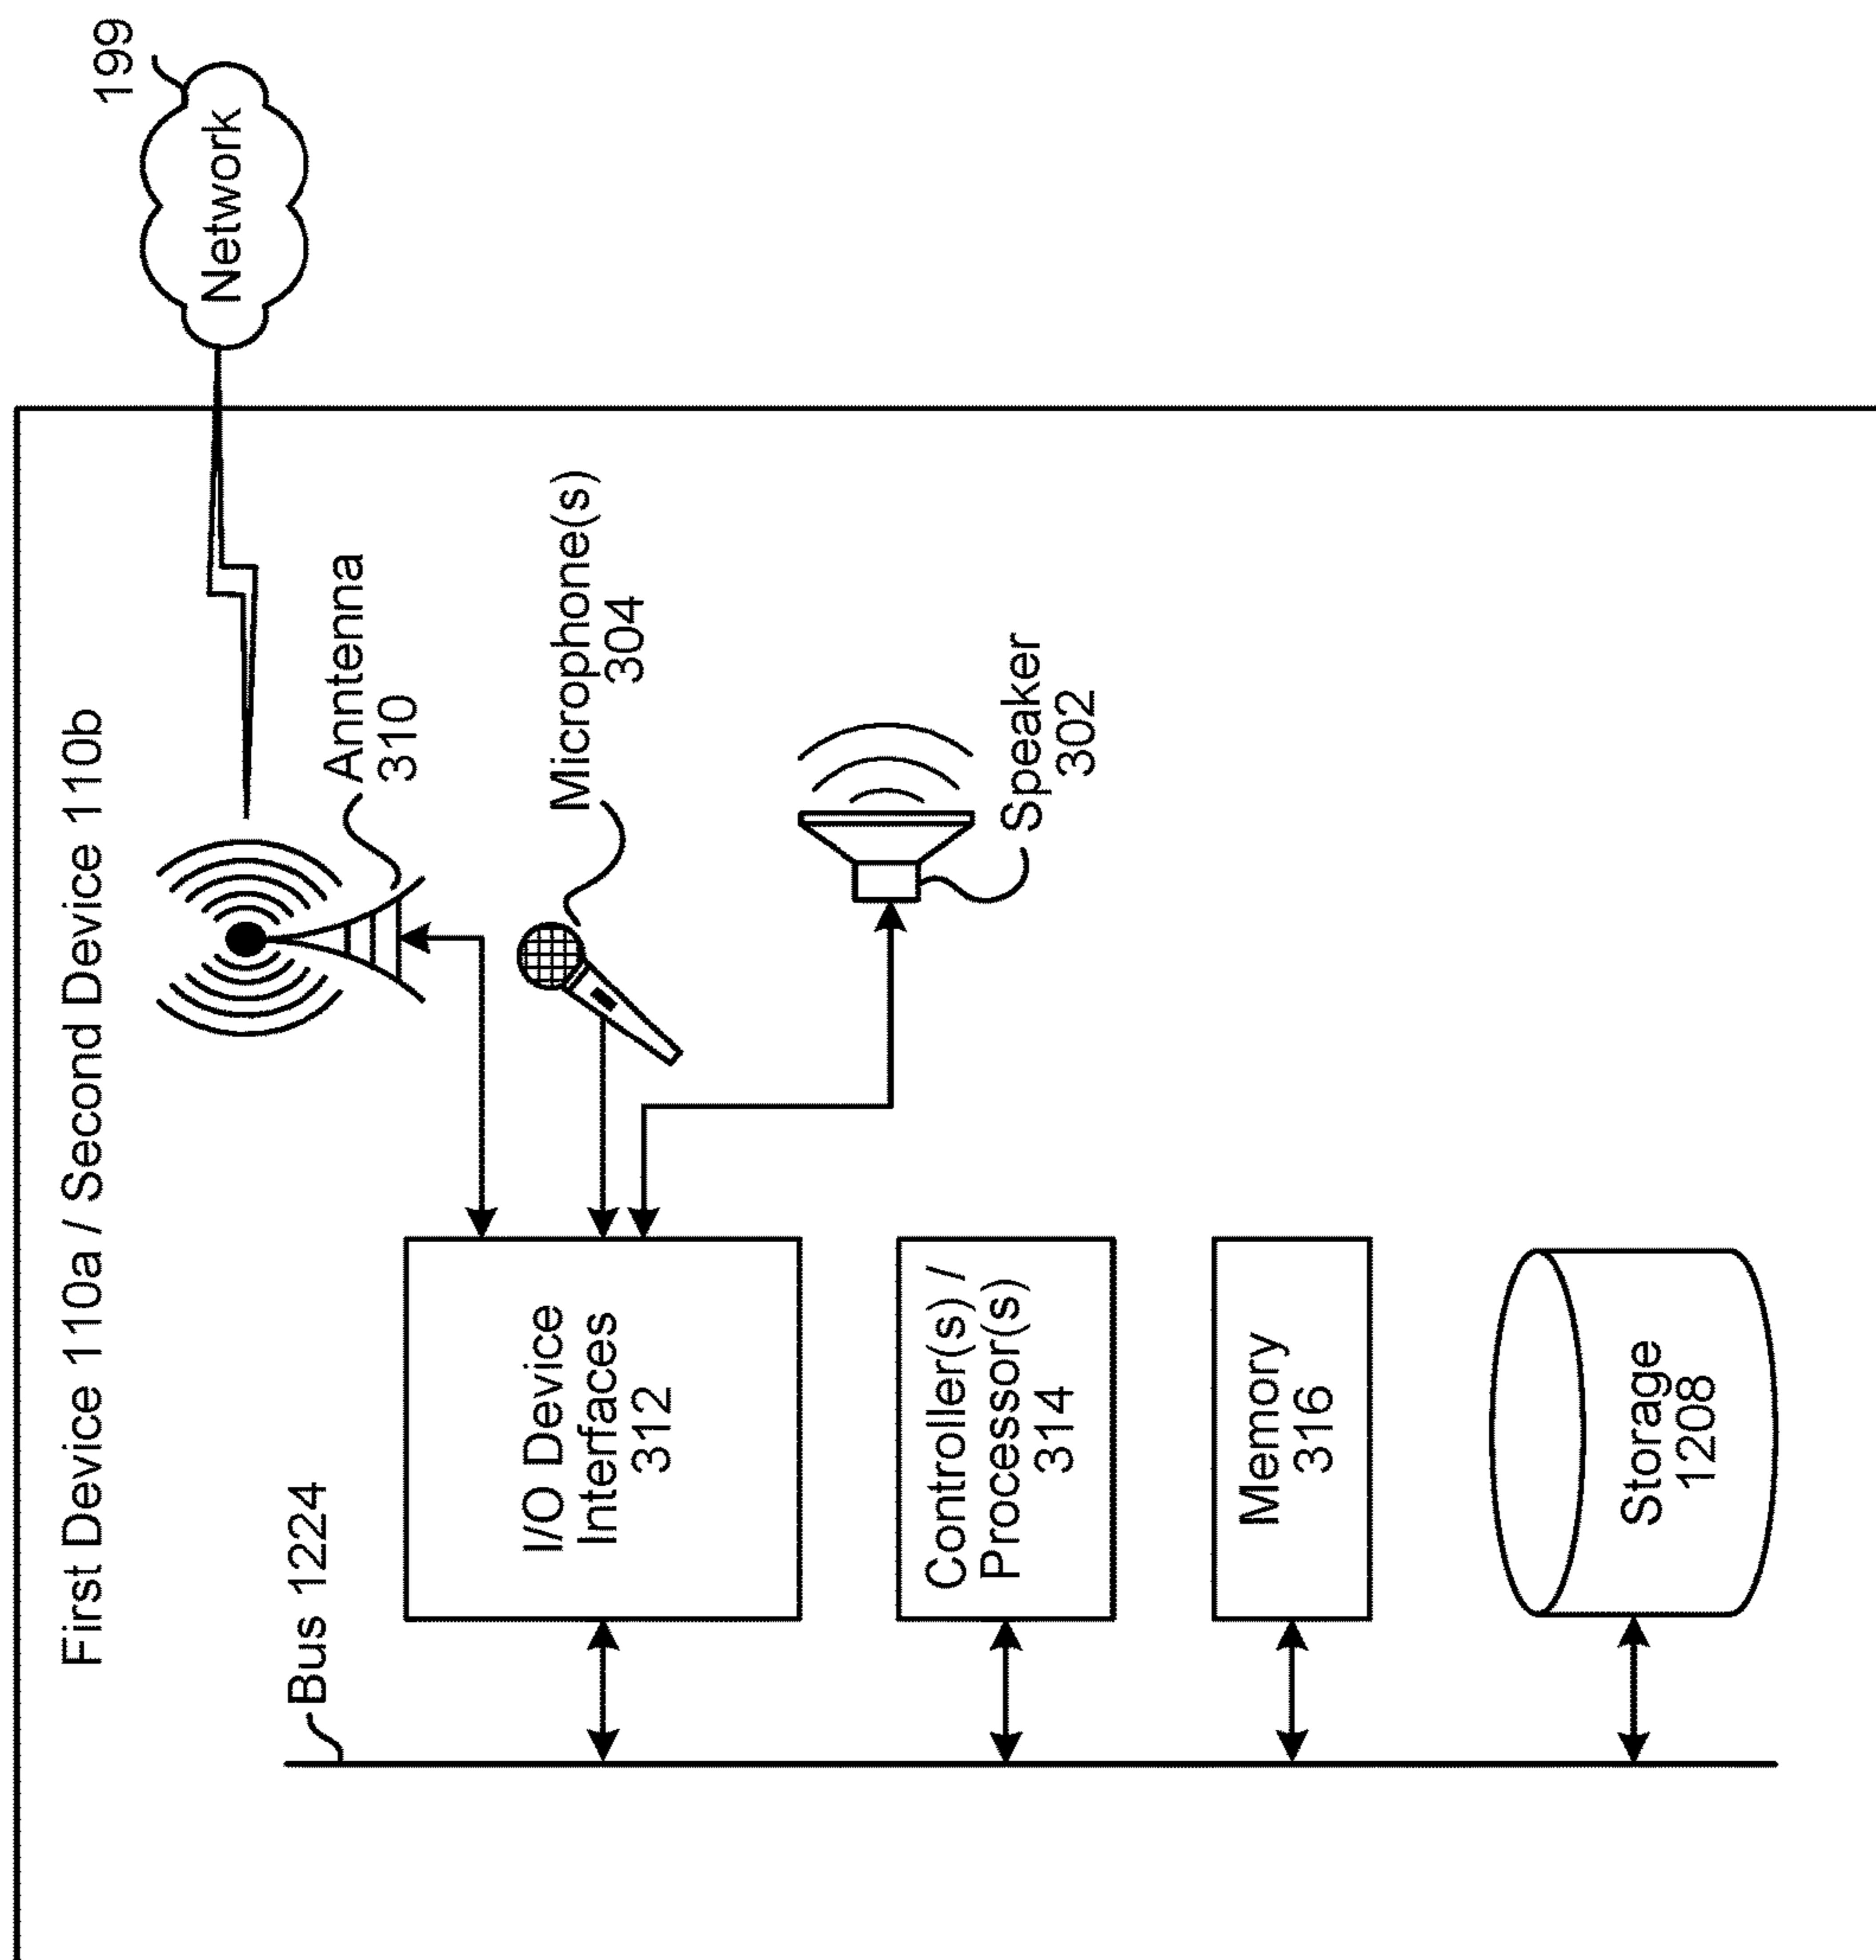 First Device 110a / Second Device 110b
199
Network
Bus 1224
Anntenna
310
I/O Device
Interfaces
312
Microphone(s)
304
Controller(s) /
Processor(s)
314
Speaker
302
Memory
316
Storage
1208